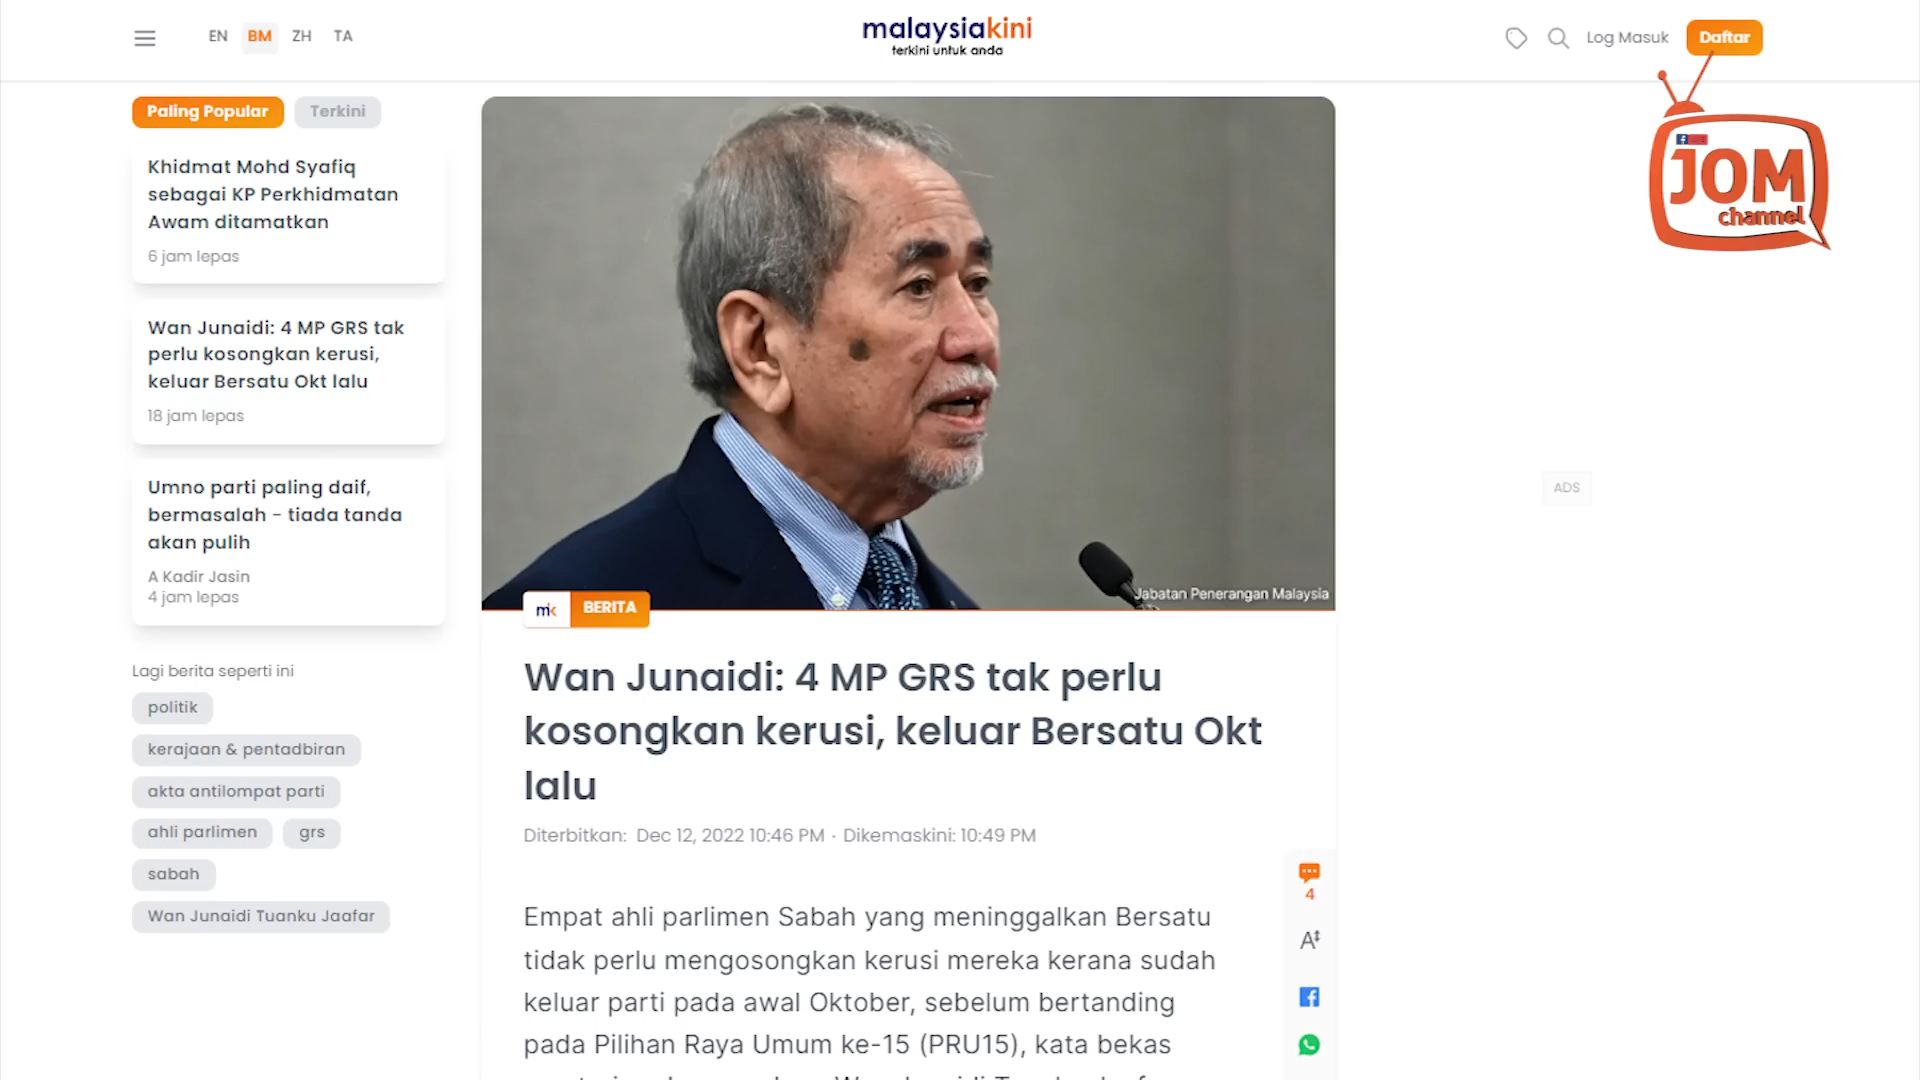 EN BM ZH TA
malaysiakini
terkini untuk anda
Log Masuk
Daftar
JOM
channel
Paling Popular
Terkini
Khidmat Mohd Syafiq
sebagai KP Perkhidmatan
Awam ditamatkan
6 jam lepas
Wan Junaidi: 4 MP GRS tak
perlu kosongkan kerusi,
keluar Bersatu Okt lalu
18 jam lepas
Umno parti paling daif,
bermasalah - tiada tanda
akan pulih
A Kadir Jasin
4 jam lepas
Lagi berita seperti ini
politik
kerajaan & pentadbiran
akta antilompat parti
ahli parlimen
grs
sabah
Wan Junaidi Tuanku Jaafar
Jabatan Penerangan Malaysia
mk BERITA
Wan Junaidi: 4 MP GRS tak perlu
kosongkan kerusi, keluar Bersatu Okt
lalu
Diterbitkan: Dec 12, 2022 10:46 PM · Dikemaskini: 10:49 PM
4
Empat ahli parlimen Sabah yang meninggalkan Bersatu
tidak perlu mengosongkan kerusi mereka kerana sudah
keluar parti pada awal Oktober, sebelum bertanding
pada Pilihan Raya Umum ke-15 (PRU15), kata bekas
ADS